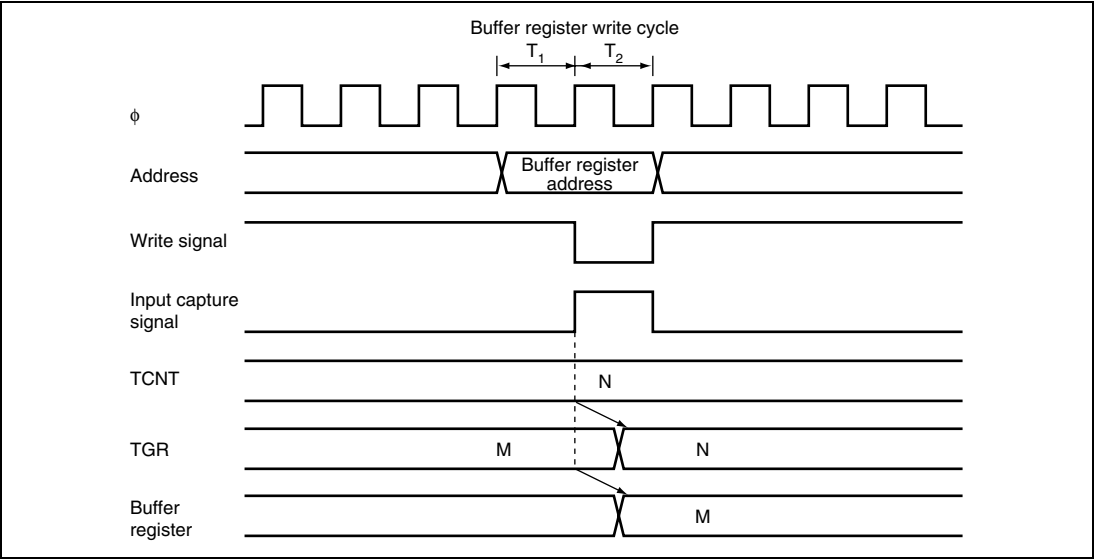 Buffer register write cycle
T1 T2
ϕ
Address
Buffer register
address
Write signal
Input capture
signal
TCNT
N
TGR
M N
Buffer
register
M